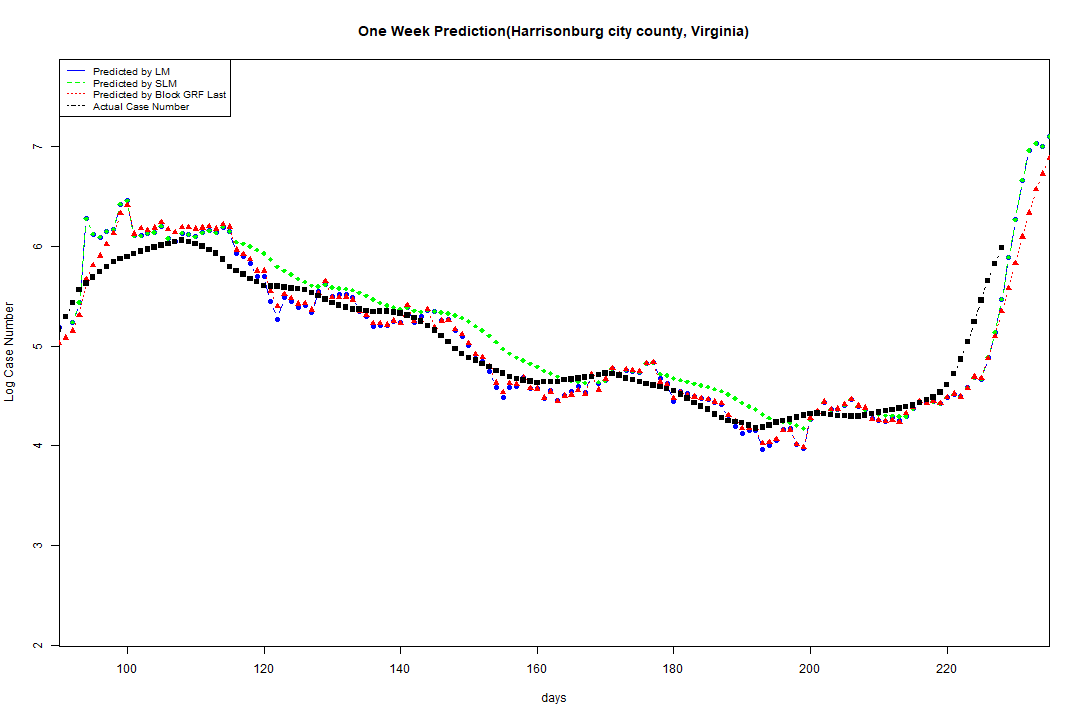 One Week Prediction(Harrisonburg city county, Virginia)
Predicted by LM
Predicted by SLM
Predicted by Block GRF Last
Actual Case Number
Log Case Number
7
6
5
4
3
2
100 120 140 160 180 200 220
days